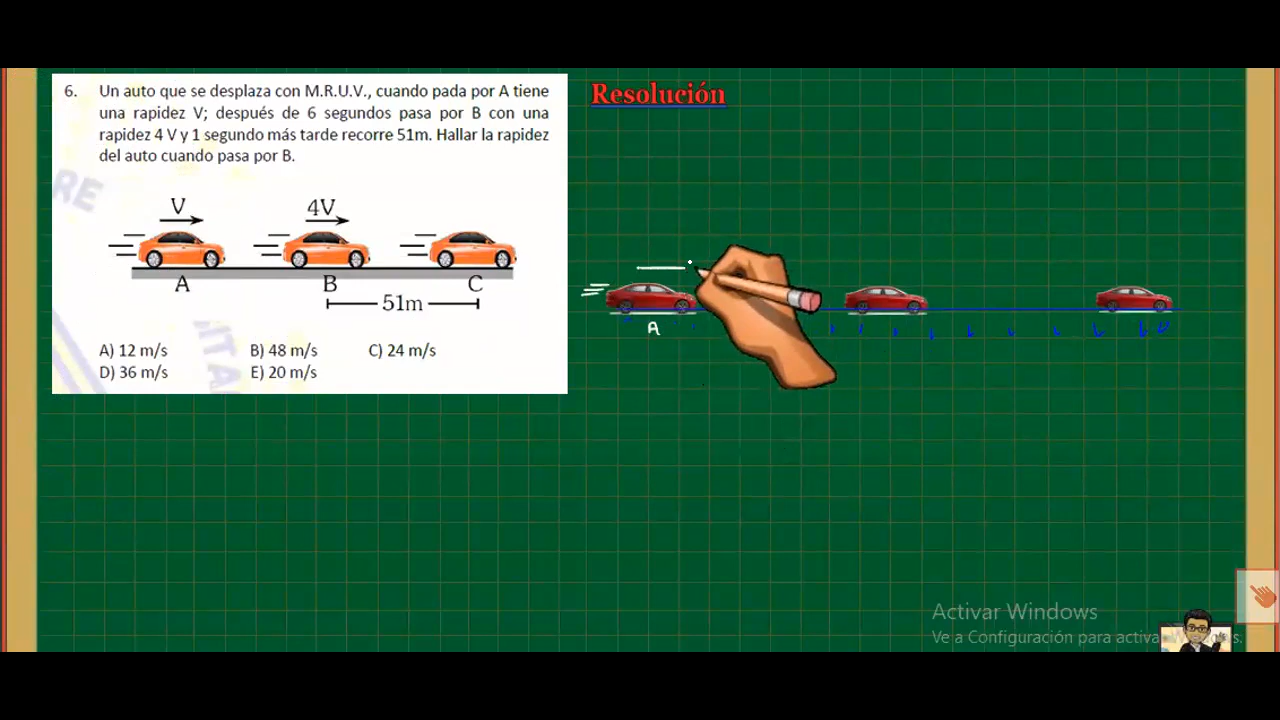 6. Un auto que se desplaza con M.R.U.V., cuando pada por A tiene
una rapidez V; después de 6 segundos pasa por B con una
rapidez 4 V y 1 segundo más tarde recorre 51m. Hallar la rapidez
del auto cuando pasa por B.
V 4V
A B C
51m
A) 12 m/s B) 48 m/s C) 24 m/s
D) 36 m/s E) 20 m/s
Resolución
A
Activar Windows
Ve a Configuración para activa